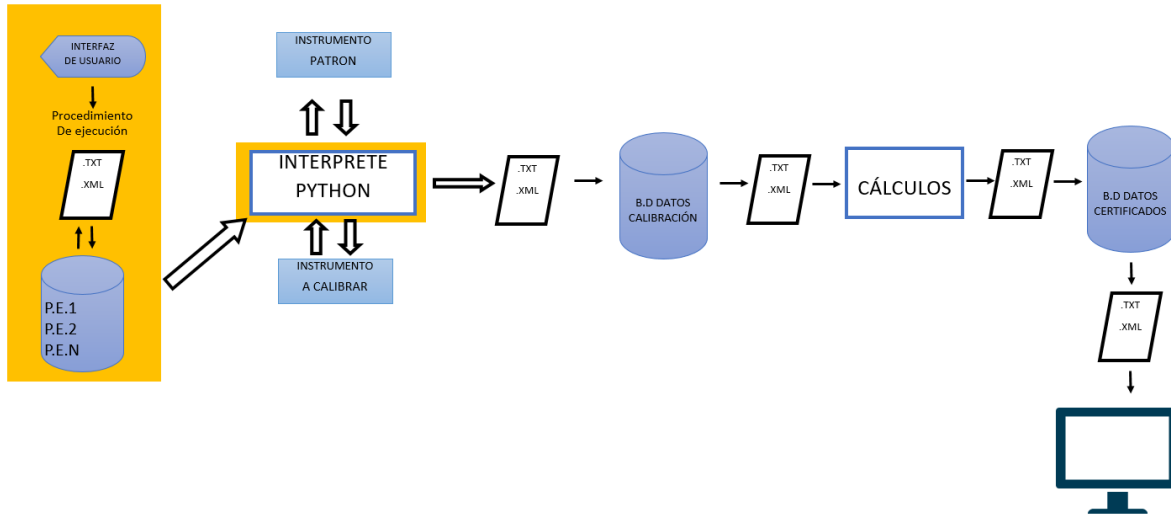 INTERFAZ
DE USUARIO
Procedimiento
De ejecución
.TXT
.XML
P.E.1
P.E.2
P.E.N
INSTRUMENTO
PATRON
INTERPRETE
PYTHON
INSTRUMENTO
A CALIBRAR
.TXT
.XML
B.D DATOS
CALIBRACIÓN
.TXT
.XML
CÁLCULOS
.TXT
.XML
B.D DATOS
CERTIFICADOS
.TXT
.XML